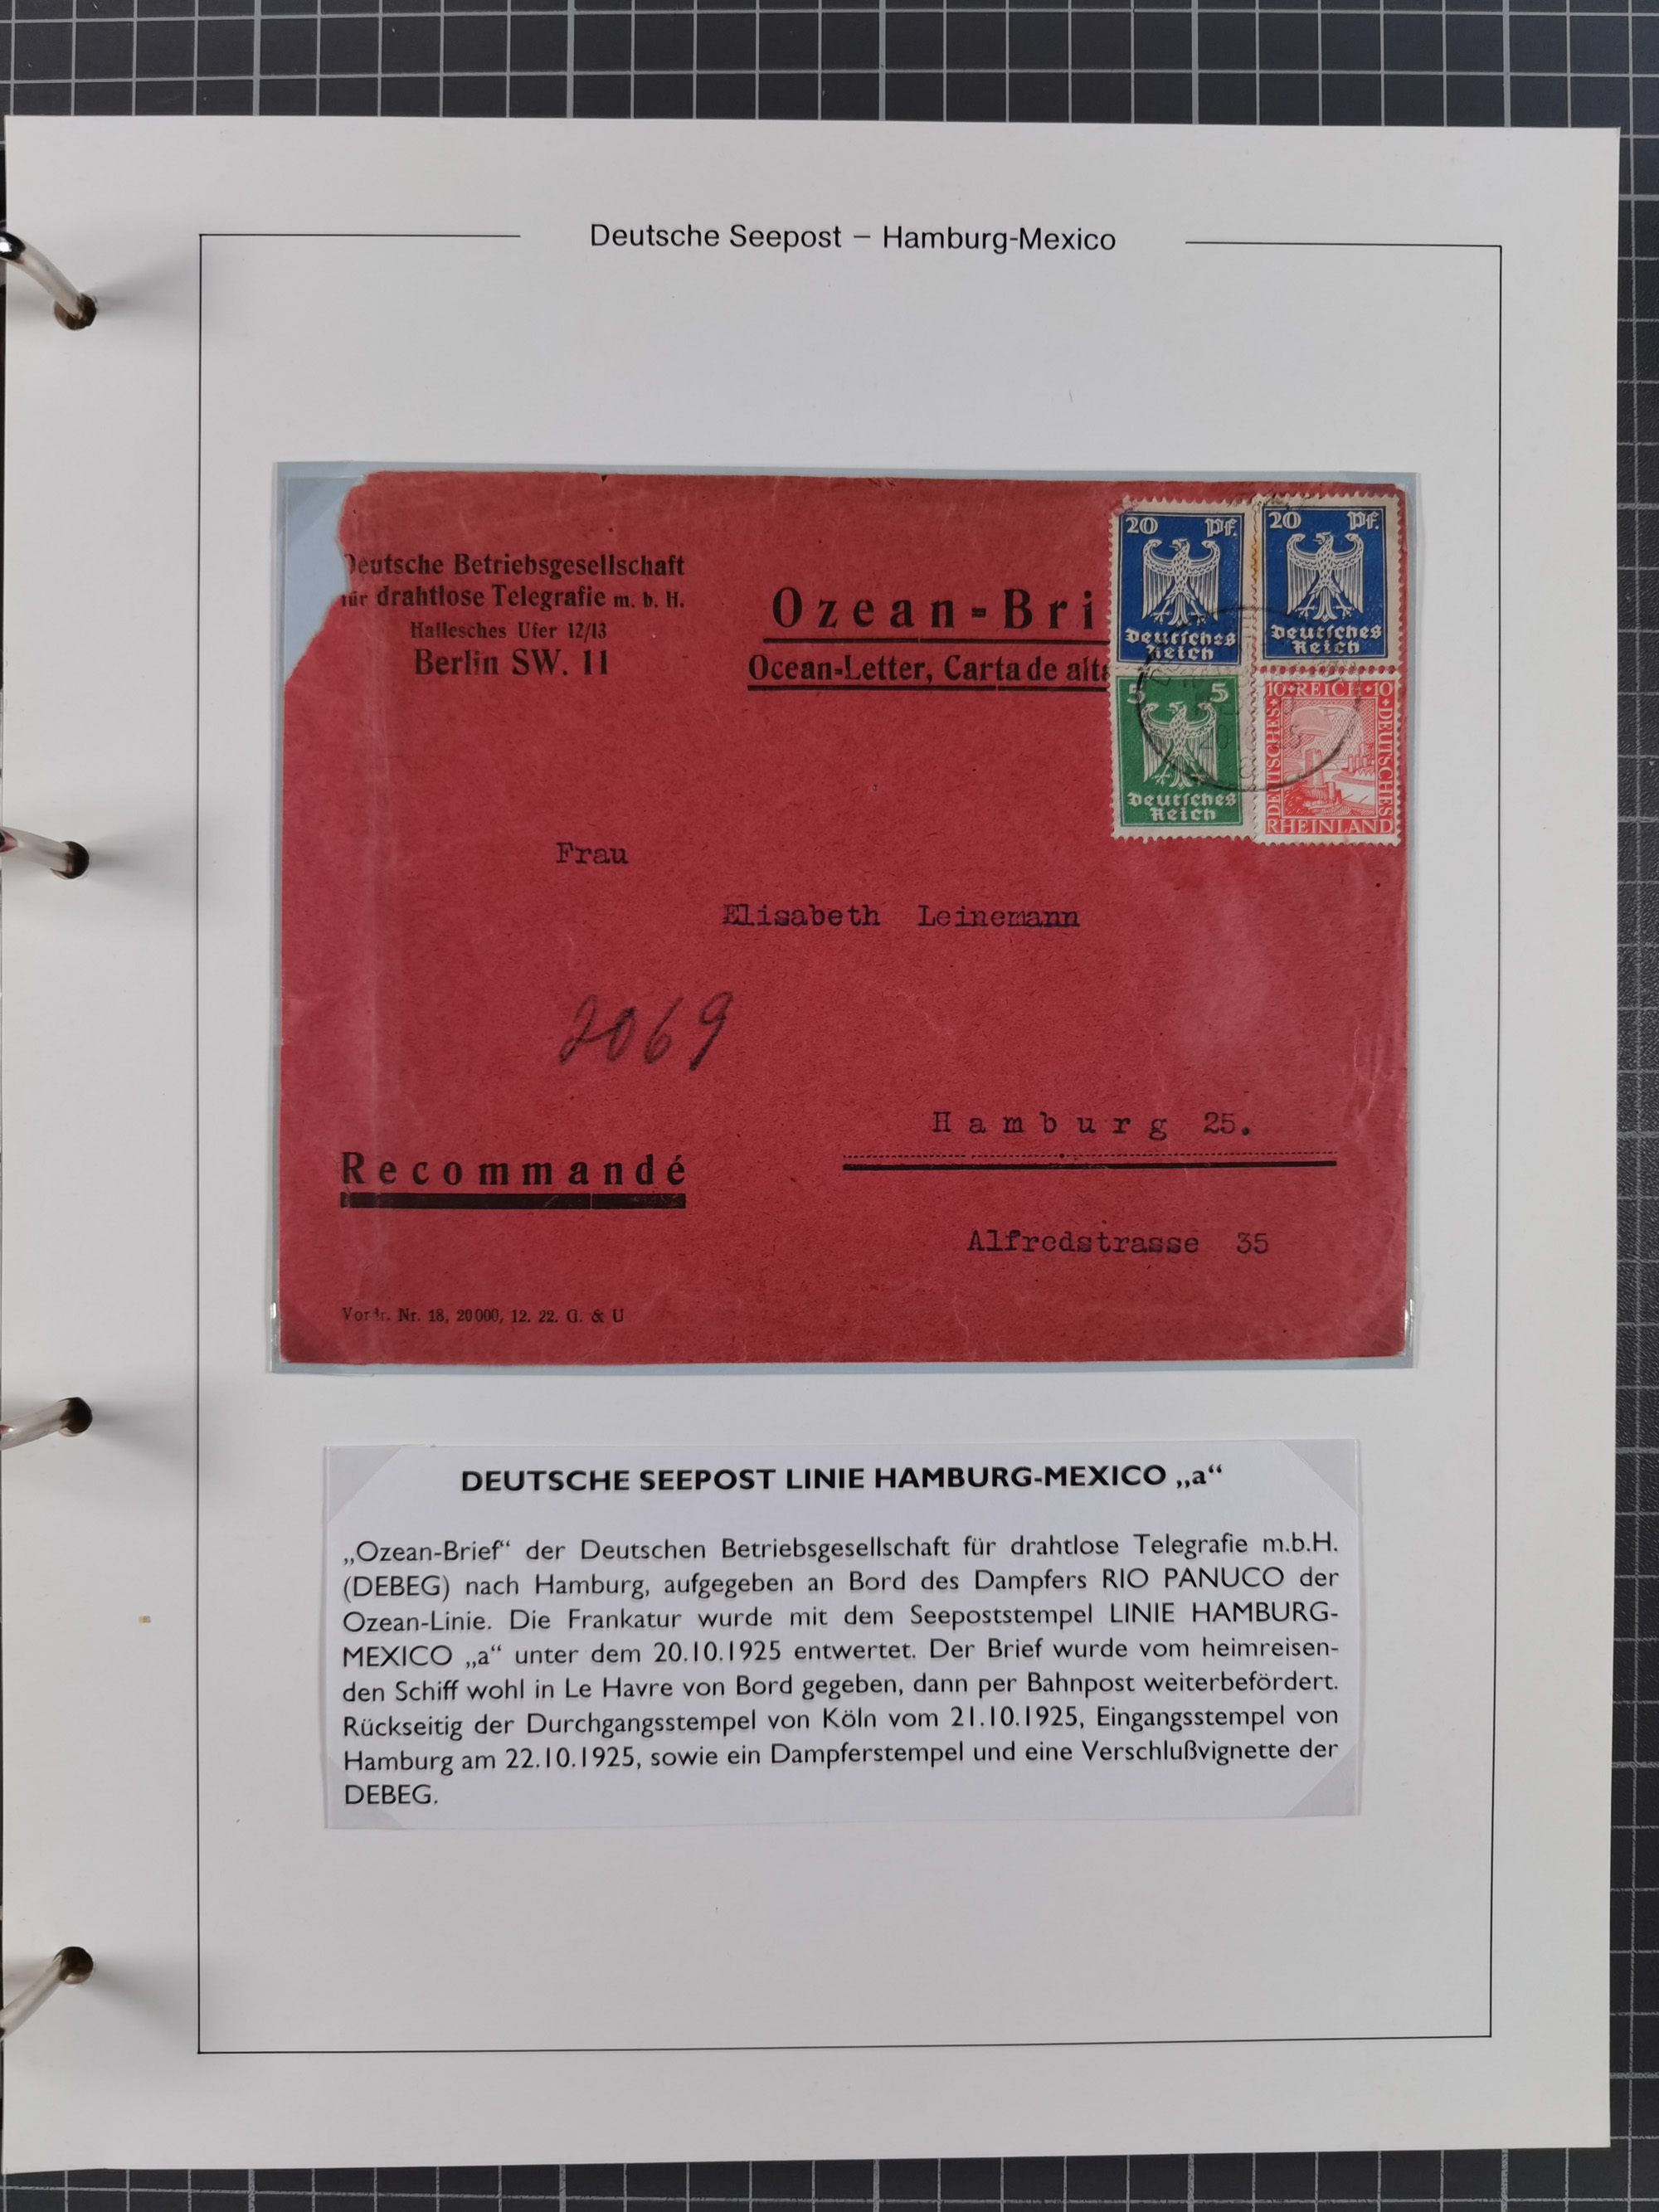 Deutsche Seepost – Hamburg-Mexico
Deutsche Betriebsgesellschaft
für drahtlose Telegrafie m. b. H.
Hallesches Ufer 12/13
Berlin SW. 11
Ozean-Bri
Ocean-Letter, Carta de alta
20 Pf.
Deutsches
Reich
20 Pf.
Deutsches
Reich
5 5
Deutsches
Reich
10 REICH 10
DEUTSCHES
DEUTSCHES
RHEINLAND
Frau
Elisabeth Leinemann
2069
Hamburg 25.
Recommandé
Alfredstrasse 35
Vordr. Nr. 18, 20000, 12. 22. G. & U
DEUTSCHE SEEPOST LINIE HAMBURG-MEXICO „a“
„Ozean-Brief“ der Deutschen Betriebsgesellschaft für drahtlose Telegrafie m.b.H.
(DEBEG) nach Hamburg, aufgegeben an Bord des Dampfers RIO PANUCO der
Ozean-Linie. Die Frankatur wurde mit dem Seepoststempel LINIE HAMBURG-
MEXICO „a“ unter dem 20.10.1925 entwertet. Der Brief wurde vom heimreisen-
den Schiff wohl in Le Havre von Bord gegeben, dann per Bahnpost weiterbefördert.
Rückseitig der Durchgangsstempel von Köln vom 21.10.1925, Eingangsstempel von
Hamburg am 22.10.1925, sowie ein Dampferstempel und eine Verschlußvignette der
DEBEG.